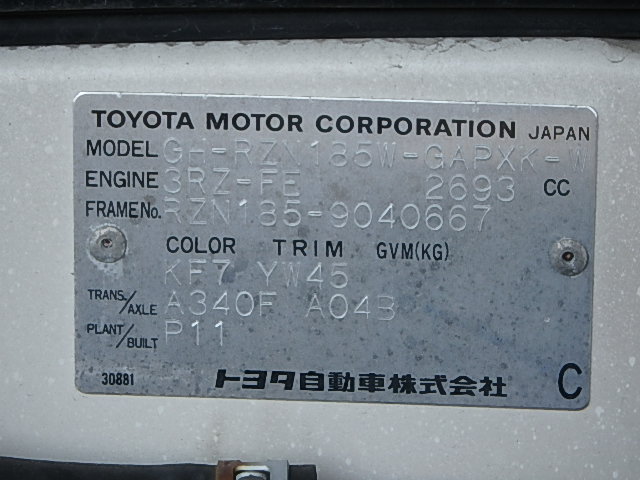 TOYOTA MOTOR CORPORATION JAPAN
MODEL GH-RZN185W-GAPXK-W
ENGINE 3RZ-FE 2693 CC
FRAME No. RZN185-9040667
COLOR TRIM GVM(KG)
KF7 YW45
TRANS./AXLE A340F A04B
PLANT/BUILT P11
30881 トヨタ自動車株式会社 C